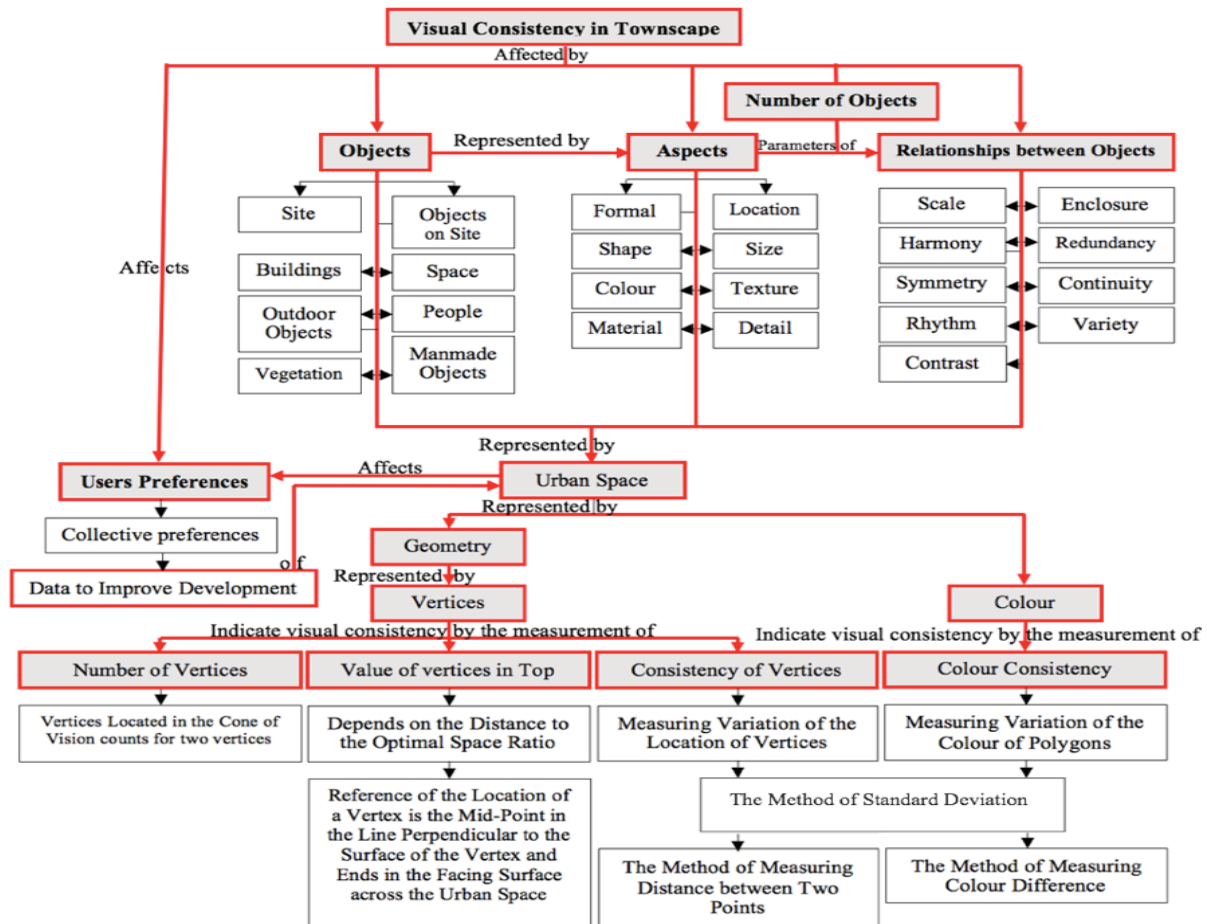 Visual Consistency in Townscape
Affected by
Number of Objects
Objects
Represented by
Aspects
Parameters of
Relationships between Objects
Site
Objects
on Site
Buildings
Space
Outdoor
Objects
People
Vegetation
Manmade
Objects
Formal
Location
Shape
Size
Colour
Texture
Material
Detail
Scale
Enclosure
Harmony
Redundancy
Symmetry
Continuity
Rhythm
Variety
Contrast
Affects
Represented by
Users Preferences
Affects
Urban Space
Collective preferences
Data to Improve Development
of
Represented by
Geometry
Represented by
Vertices
Colour
Indicate visual consistency by the measurement of
Indicate visual consistency by the measurement of
Number of Vertices
Value of vertices in Top
Consistency of Vertices
Colour Consistency
Vertices Located in the Cone of
Vision counts for two vertices
Depends on the Distance to
the Optimal Space Ratio
Measuring Variation of the
Location of Vertices
Measuring Variation of the
Colour of Polygons
Reference of the Location of
a Vertex is the Mid-Point in
the Line Perpendicular to the
Surface of the Vertex and
Ends in the Facing Surface
across the Urban Space
The Method of Standard Deviation
The Method of Measuring
Distance between Two
Points
The Method of Measuring
Colour Difference